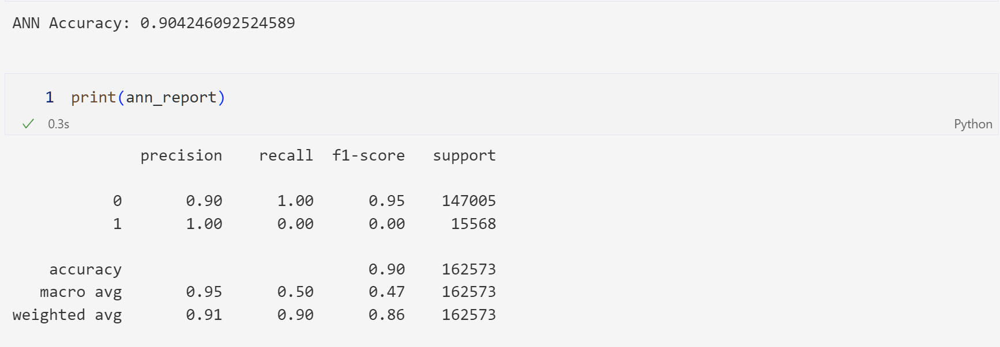 ANN Accuracy: 0.904246092524589
1 print(ann_report)
0.3s Python
precision recall f1-score support
0 0.90 1.00 0.95 147005
1 1.00 0.00 0.00 15568
accuracy 0.90 162573
macro avg 0.95 0.50 0.47 162573
weighted avg 0.91 0.90 0.86 162573